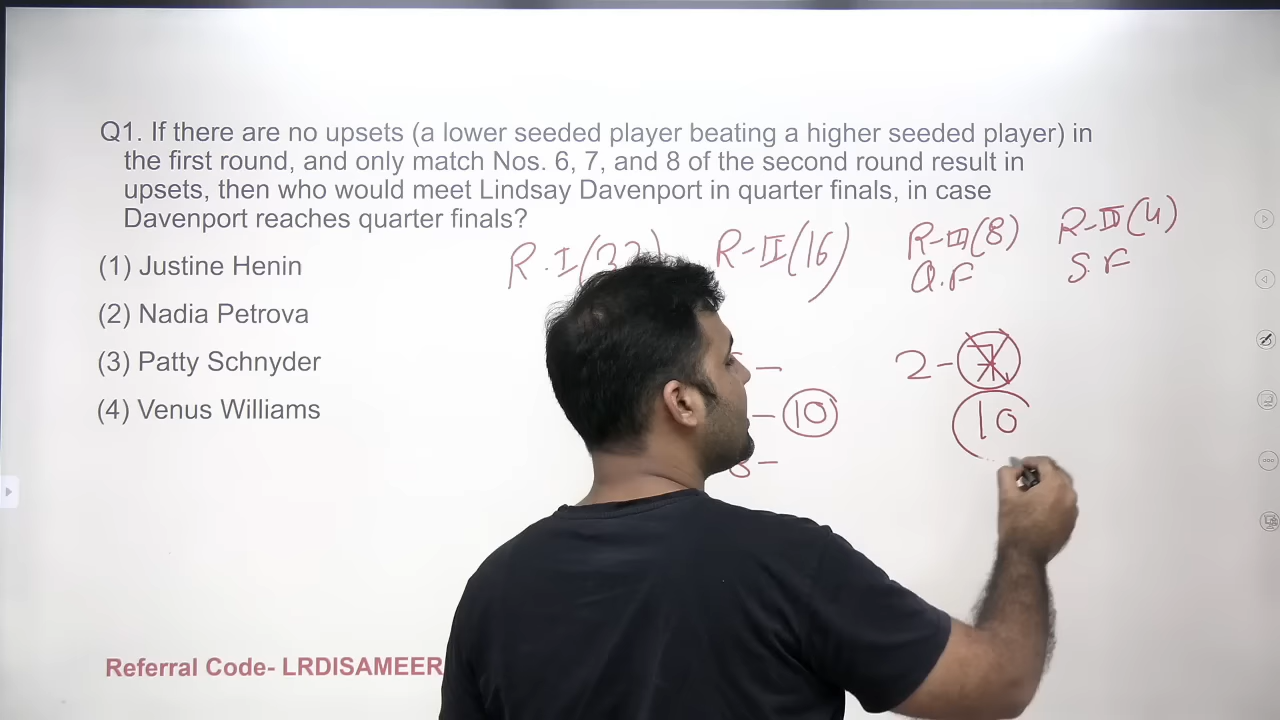 Q1. If there are no upsets (a lower seeded player beating a higher seeded player) in
the first round, and only match Nos. 6, 7, and 8 of the second round result in
upsets, then who would meet Lindsay Davenport in quarter finals, in case
Davenport reaches quarter finals?
(1) Justine Henin
(2) Nadia Petrova
(3) Patty Schnyder
(4) Venus Williams
R-I(32) R-II(16) R-III(8) R-IV(4)
Q.F S.F
2-7
-10 10
8-
Referral Code- LRDISAMEER